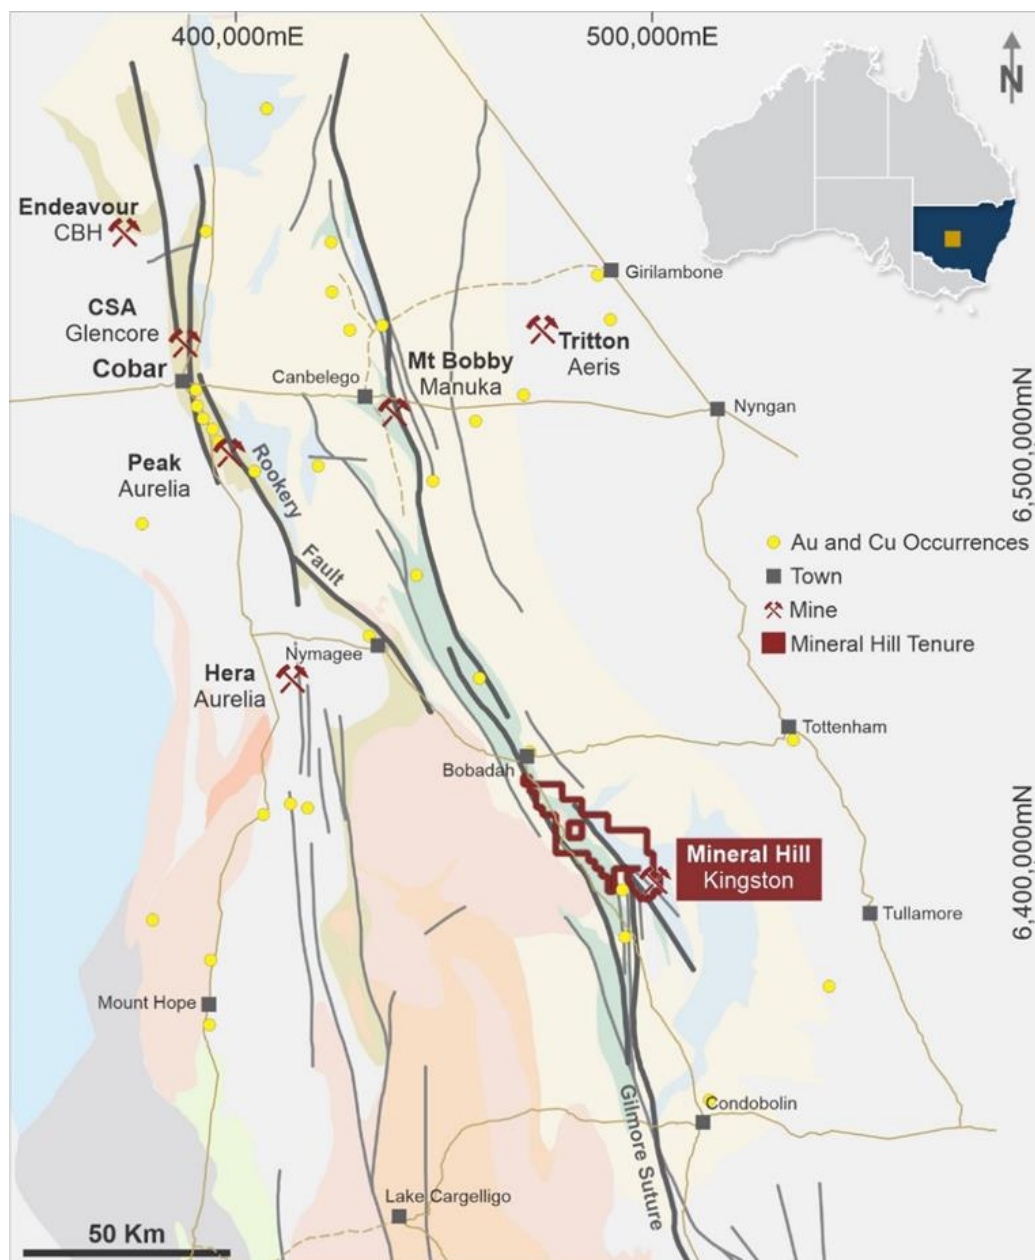 400,000mE
500,000mE
N
Endeavour
CBH
CSA
Glencore
Cobar
Canbelego
Mt Bobby
Manuka
Tritton
Aeris
Girilambone
Nyngan
6,500,000mN
Peak
Aurelia
Rookery
Fault
Au and Cu Occurrences
Town
Mine
Mineral Hill Tenure
Nymagee
Hera
Aurelia
Tottenham
Bobadah
Mineral Hill
Kingston
6,400,000mN
Tullamore
Mount Hope
Gilmore Suture
Condobolin
Lake Cargelligo
50 Km